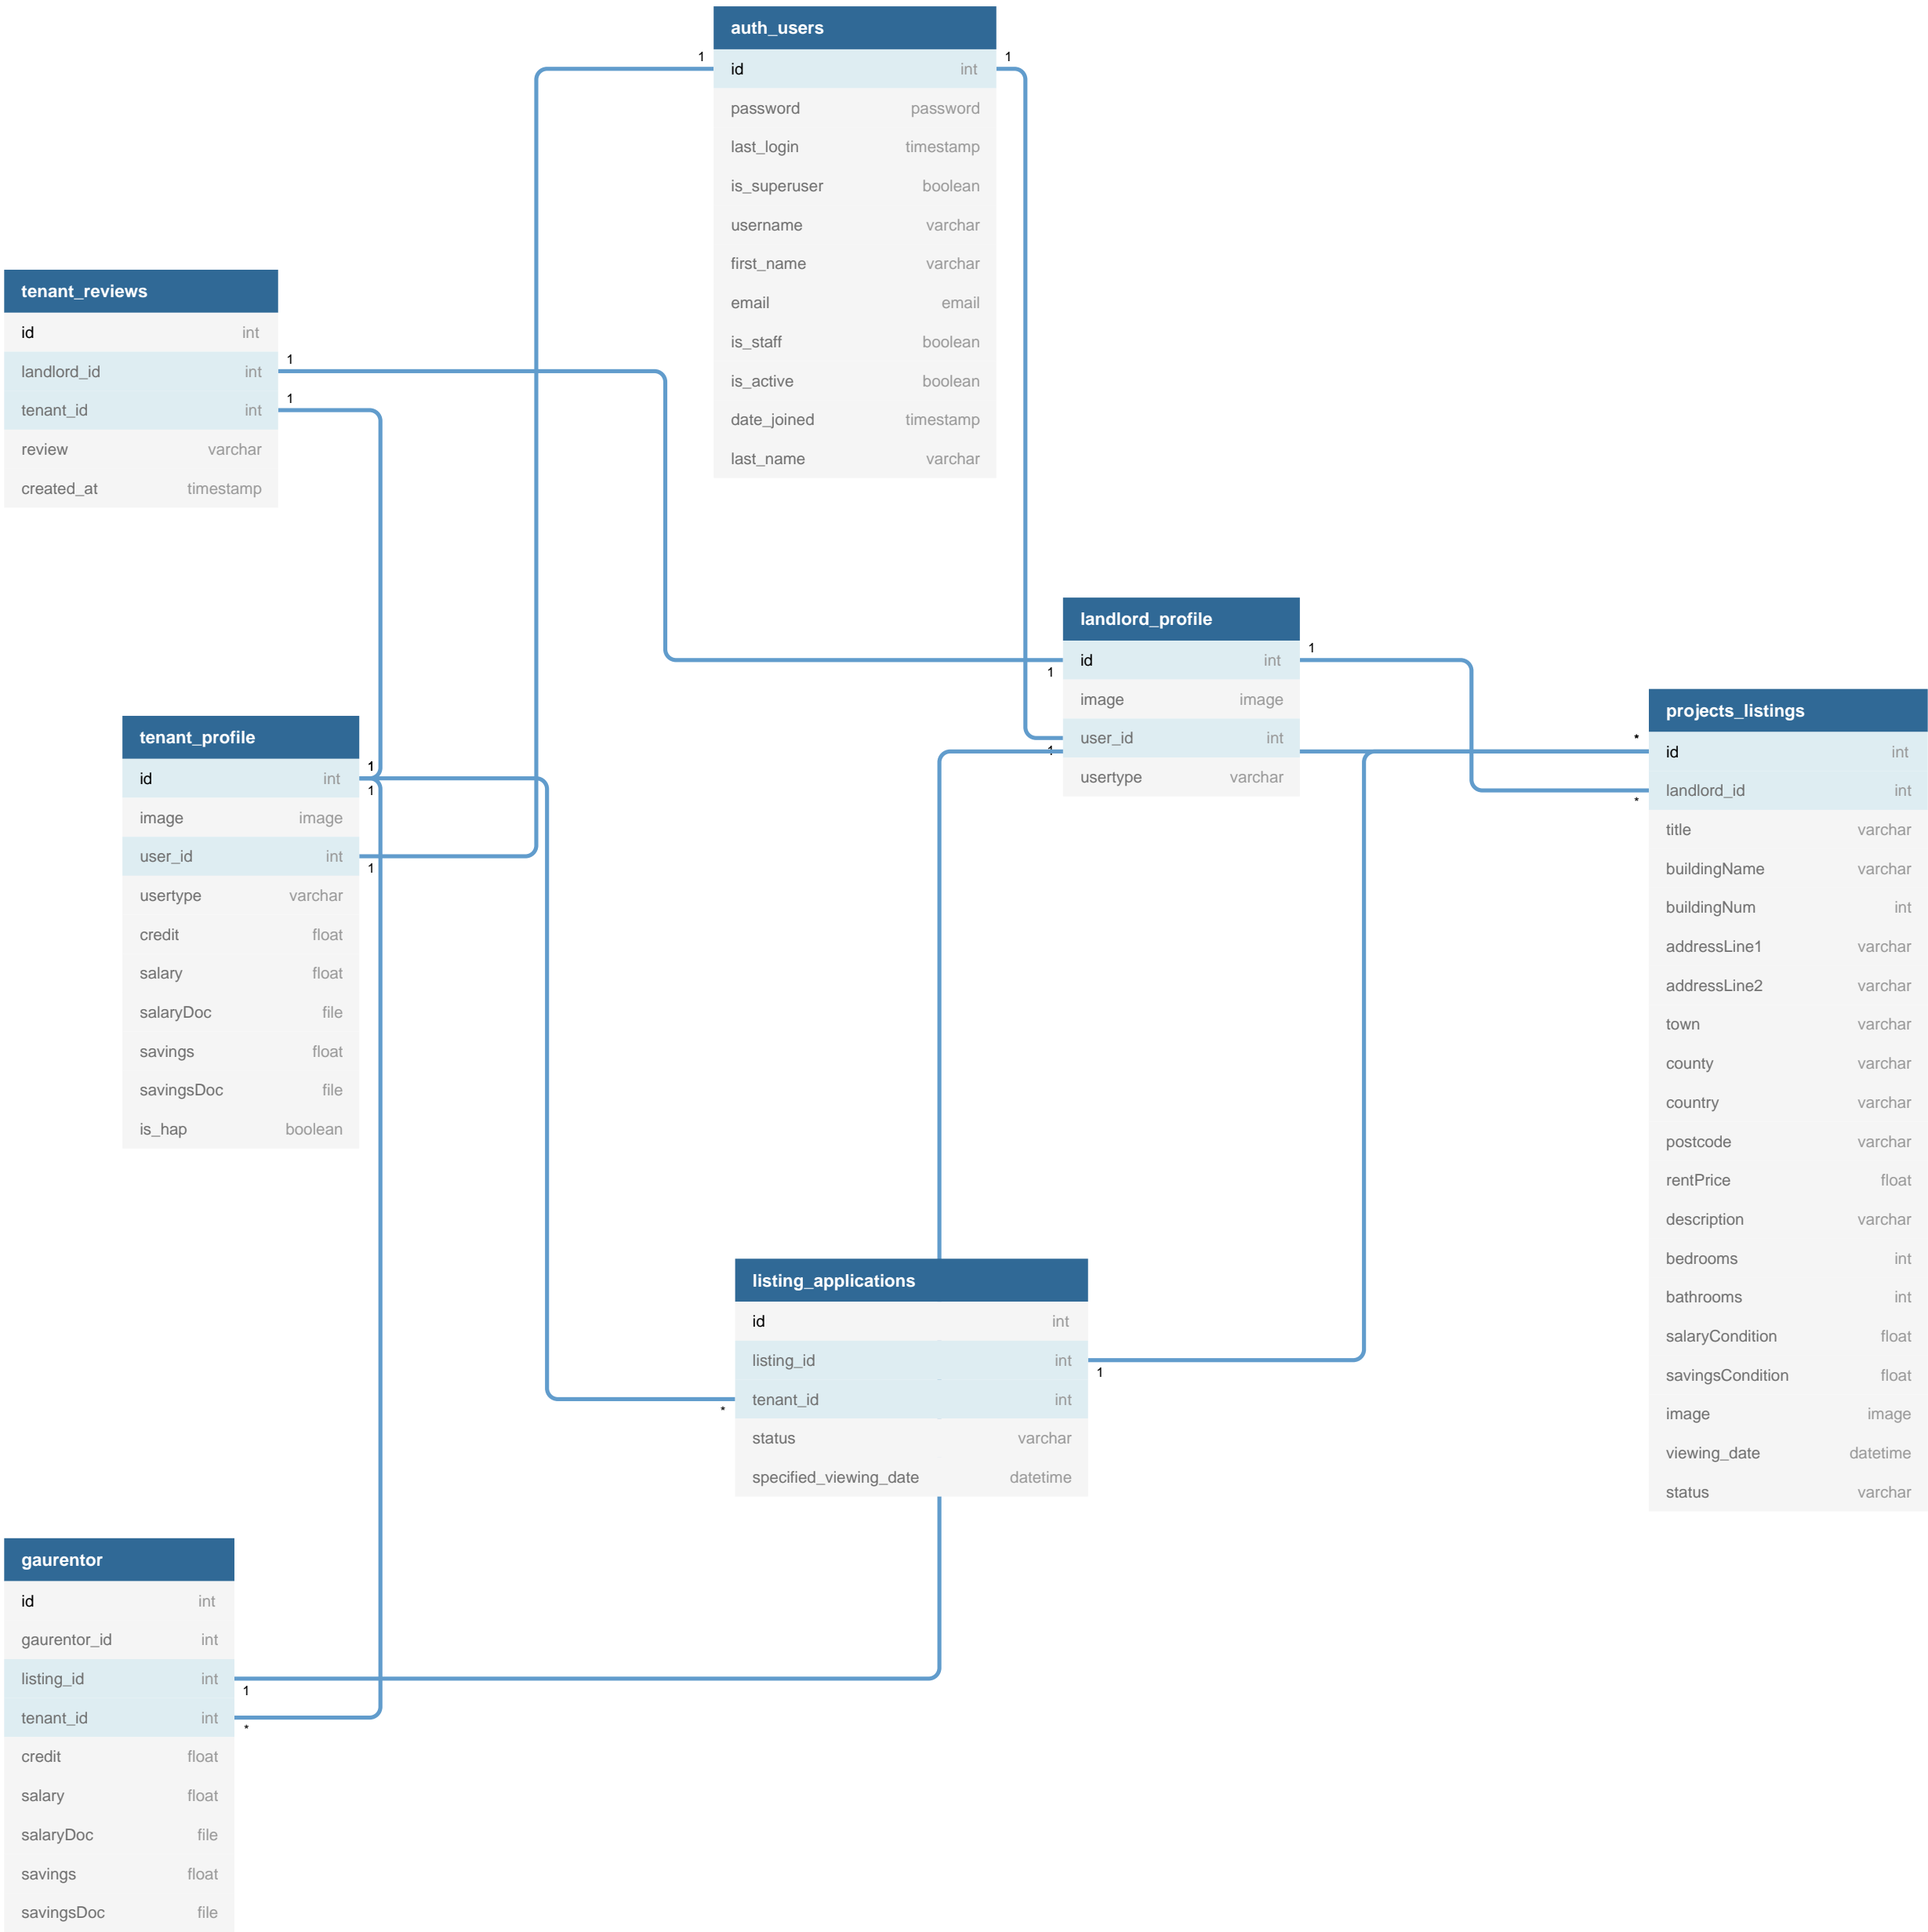 auth_users
1 id int 1
password password
last_login timestamp
is_superuser boolean
username varchar
first_name varchar
email email
is_staff boolean
is_active boolean
date_joined timestamp
last_name varchar
tenant_reviews
id int
landlord_id int 1
tenant_id int 1
review varchar
created_at timestamp
landlord_profile
1 id int 1
image image
1 user_id int
usertype varchar
tenant_profile
id int 1
1
image image
user_id int 1
usertype varchar
credit float
salary float
salaryDoc file
savings float
savingsDoc file
is_hap boolean
projects_listings
* id int
* landlord_id int
title varchar
buildingName varchar
buildingNum int
addressLine1 varchar
addressLine2 varchar
town varchar
county varchar
country varchar
postcode varchar
rentPrice float
description varchar
bedrooms int
bathrooms int
salaryCondition float
savingsCondition float
image image
viewing_date datetime
status varchar
listing_applications
id int
listing_id int 1
* tenant_id int
status varchar
specified_viewing_date datetime
gaurentor
id int
gaurentor_id int
listing_id int 1
tenant_id int *
credit float
salary float
salaryDoc file
savings float
savingsDoc file